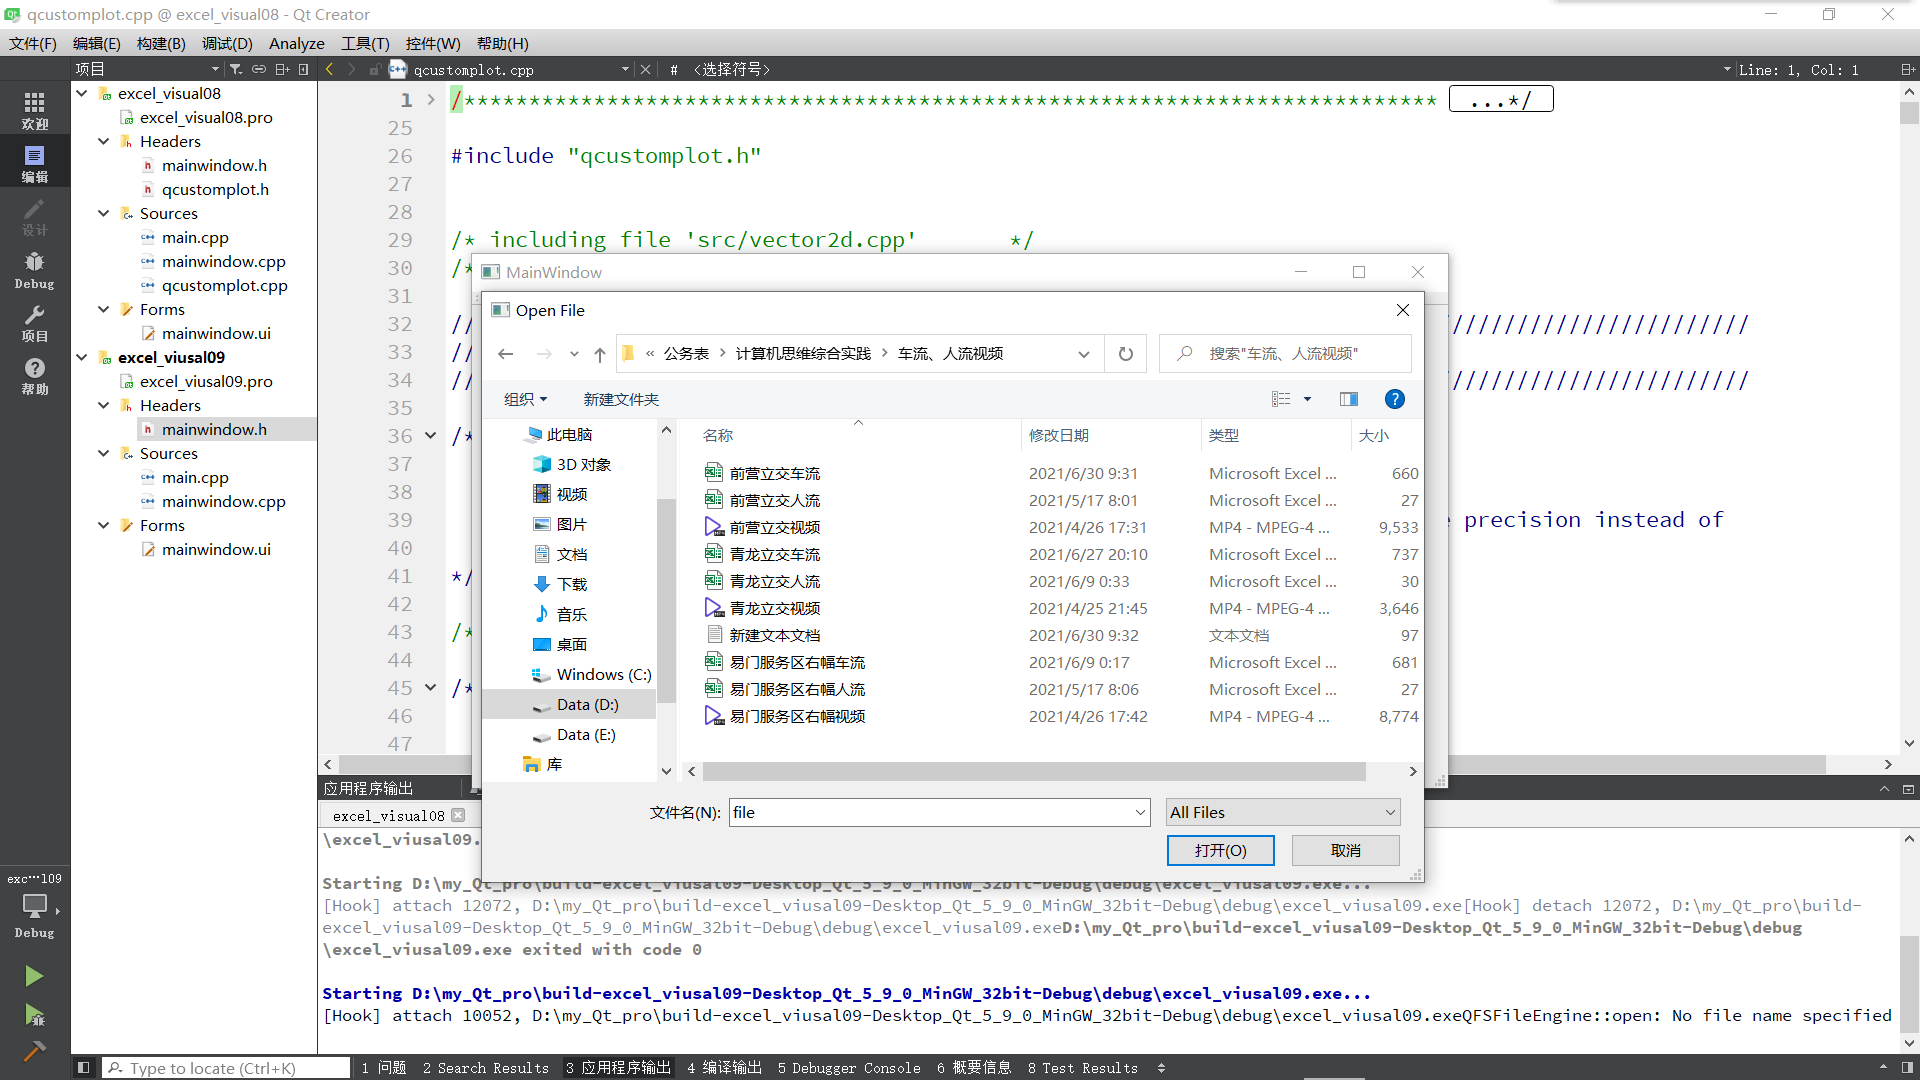 qcustomplot.cpp @ excel_visual08 - Qt Creator
文件(F) 编辑(E) 构建(B) 调试(D) Analyze 工具(T) 控件(W) 帮助(H)
项目 qcustomplot.cpp # <选择符号> Line: 1, Col: 1
欢迎
编辑
设计
Debug
项目
帮助
exc···l09
Debug
excel_visual08
excel_visual08.pro
Headers
mainwindow.h
qcustomplot.h
Sources
main.cpp
mainwindow.cpp
qcustomplot.cpp
Forms
mainwindow.ui
excel_viusal09
excel_viusal09.pro
Headers
mainwindow.h
Sources
main.cpp
mainwindow.cpp
Forms
mainwindow.ui
1 /**************************************************************************** ...*/
25
26 #include "qcustomplot.h"
27
28
29 /* including file 'src/vector2d.cpp' */
30 /*
31
32 // ///////////////////////
33 // ///////////////////////
34 // ///////////////////////
35
36 /*
37
38
39 precision instead of
40
41 */
42
43 /*
44
45 /*
46
47
MainWindow
Open File
« 公务表 › 计算机思维综合实践 › 车流、人流视频 搜索"车流、人流视频"
组织 新建文件夹
此电脑
3D 对象
视频
图片
文档
下载
音乐
桌面
Windows (C:)
Data (D:)
Data (E:)
库
名称 修改日期 类型 大小
前营立交车流 2021/6/30 9:31 Microsoft Excel ... 660
前营立交人流 2021/5/17 8:01 Microsoft Excel ... 27
前营立交视频 2021/4/26 17:31 MP4 - MPEG-4 ... 9,533
青龙立交车流 2021/6/27 20:10 Microsoft Excel ... 737
青龙立交人流 2021/6/9 0:33 Microsoft Excel ... 30
青龙立交视频 2021/4/25 21:45 MP4 - MPEG-4 ... 3,646
新建文本文档 2021/6/30 9:32 文本文档 97
易门服务区右幅车流 2021/6/9 0:17 Microsoft Excel ... 681
易门服务区右幅人流 2021/5/17 8:06 Microsoft Excel ... 27
易门服务区右幅视频 2021/4/26 17:42 MP4 - MPEG-4 ... 8,774
文件名(N): file All Files
打开(O) 取消
应用程序输出
excel_visual08
\excel_viusal09.
Starting D:\my_Qt_pro\build-excel_viusal09-Desktop_Qt_5_9_0_MinGW_32bit-Debug\debug\excel_viusal09.exe...
[Hook] attach 12072, D:\my_Qt_pro\build-excel_viusal09-Desktop_Qt_5_9_0_MinGW_32bit-Debug\debug\excel_viusal09.exe[Hook] detach 12072, D:\my_Qt_pro\build-
excel_viusal09-Desktop_Qt_5_9_0_MinGW_32bit-Debug\debug\excel_viusal09.exeD:\my_Qt_pro\build-excel_viusal09-Desktop_Qt_5_9_0_MinGW_32bit-Debug\debug
\excel_viusal09.exe exited with code 0
Starting D:\my_Qt_pro\build-excel_viusal09-Desktop_Qt_5_9_0_MinGW_32bit-Debug\debug\excel_viusal09.exe...
[Hook] attach 10052, D:\my_Qt_pro\build-excel_viusal09-Desktop_Qt_5_9_0_MinGW_32bit-Debug\debug\excel_viusal09.exeQFSFileEngine::open: No file name specified
Type to locate (Ctrl+K) 1 问题 2 Search Results 3 应用程序输出 4 编译输出 5 Debugger Console 6 概要信息 8 Test Results